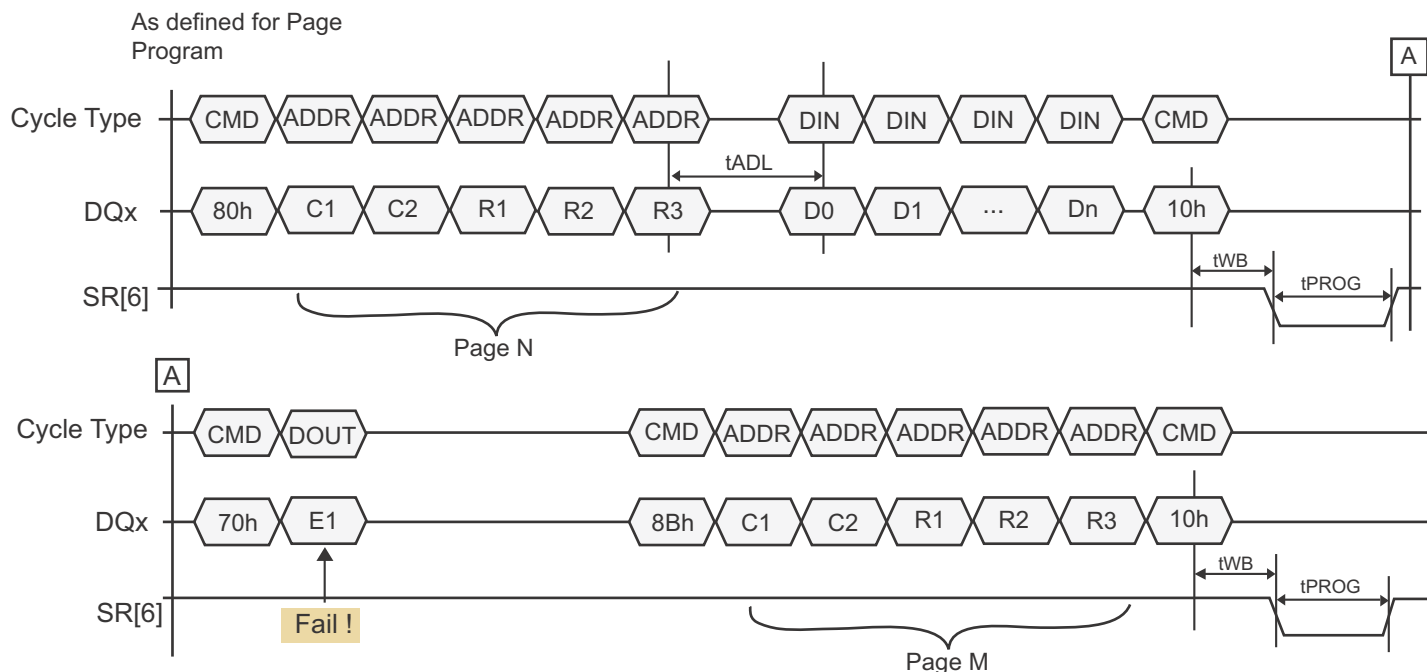 As defined for Page
Program
A
Cycle Type CMD ADDR ADDR ADDR ADDR ADDR DIN DIN DIN DIN CMD
tADL
DQx 80h C1 C2 R1 R2 R3 D0 D1 ... Dn 10h
tWB
tPROG
SR[6]
Page N
A
Cycle Type CMD DOUT CMD ADDR ADDR ADDR ADDR ADDR CMD
DQx 70h E1 8Bh C1 C2 R1 R2 R3 10h
tWB
tPROG
SR[6]
Fail !
Page M